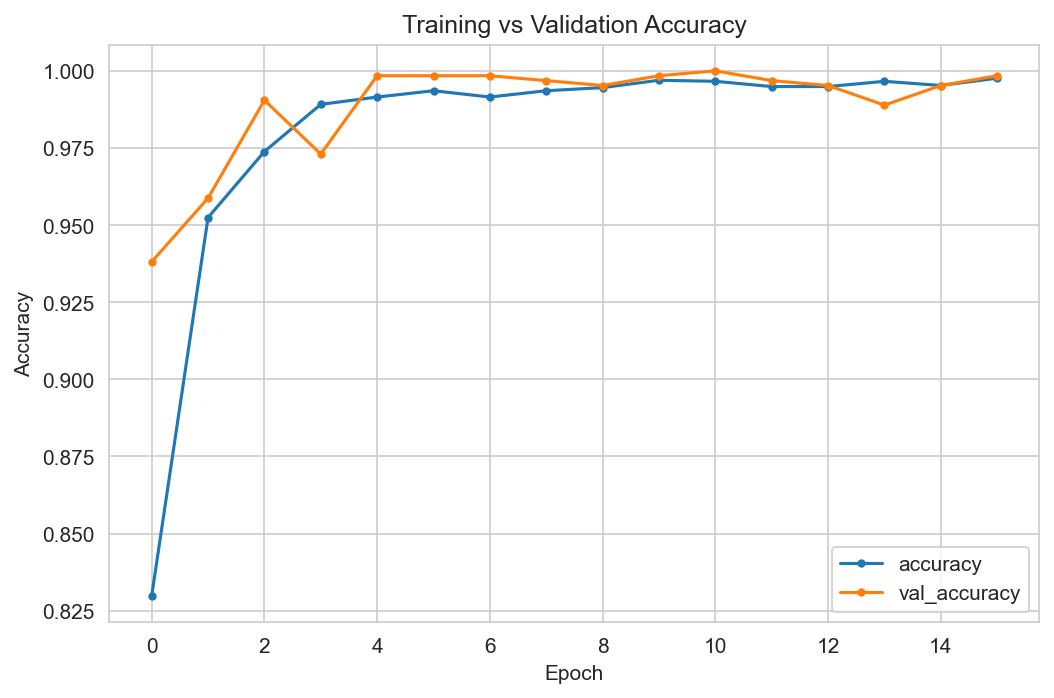 Training vs Validation Accuracy
Accuracy
1.000
0.975
0.950
0.925
0.900
0.875
0.850
0.825
0 2 4 6 8 10 12 14
Epoch
accuracy
val_accuracy